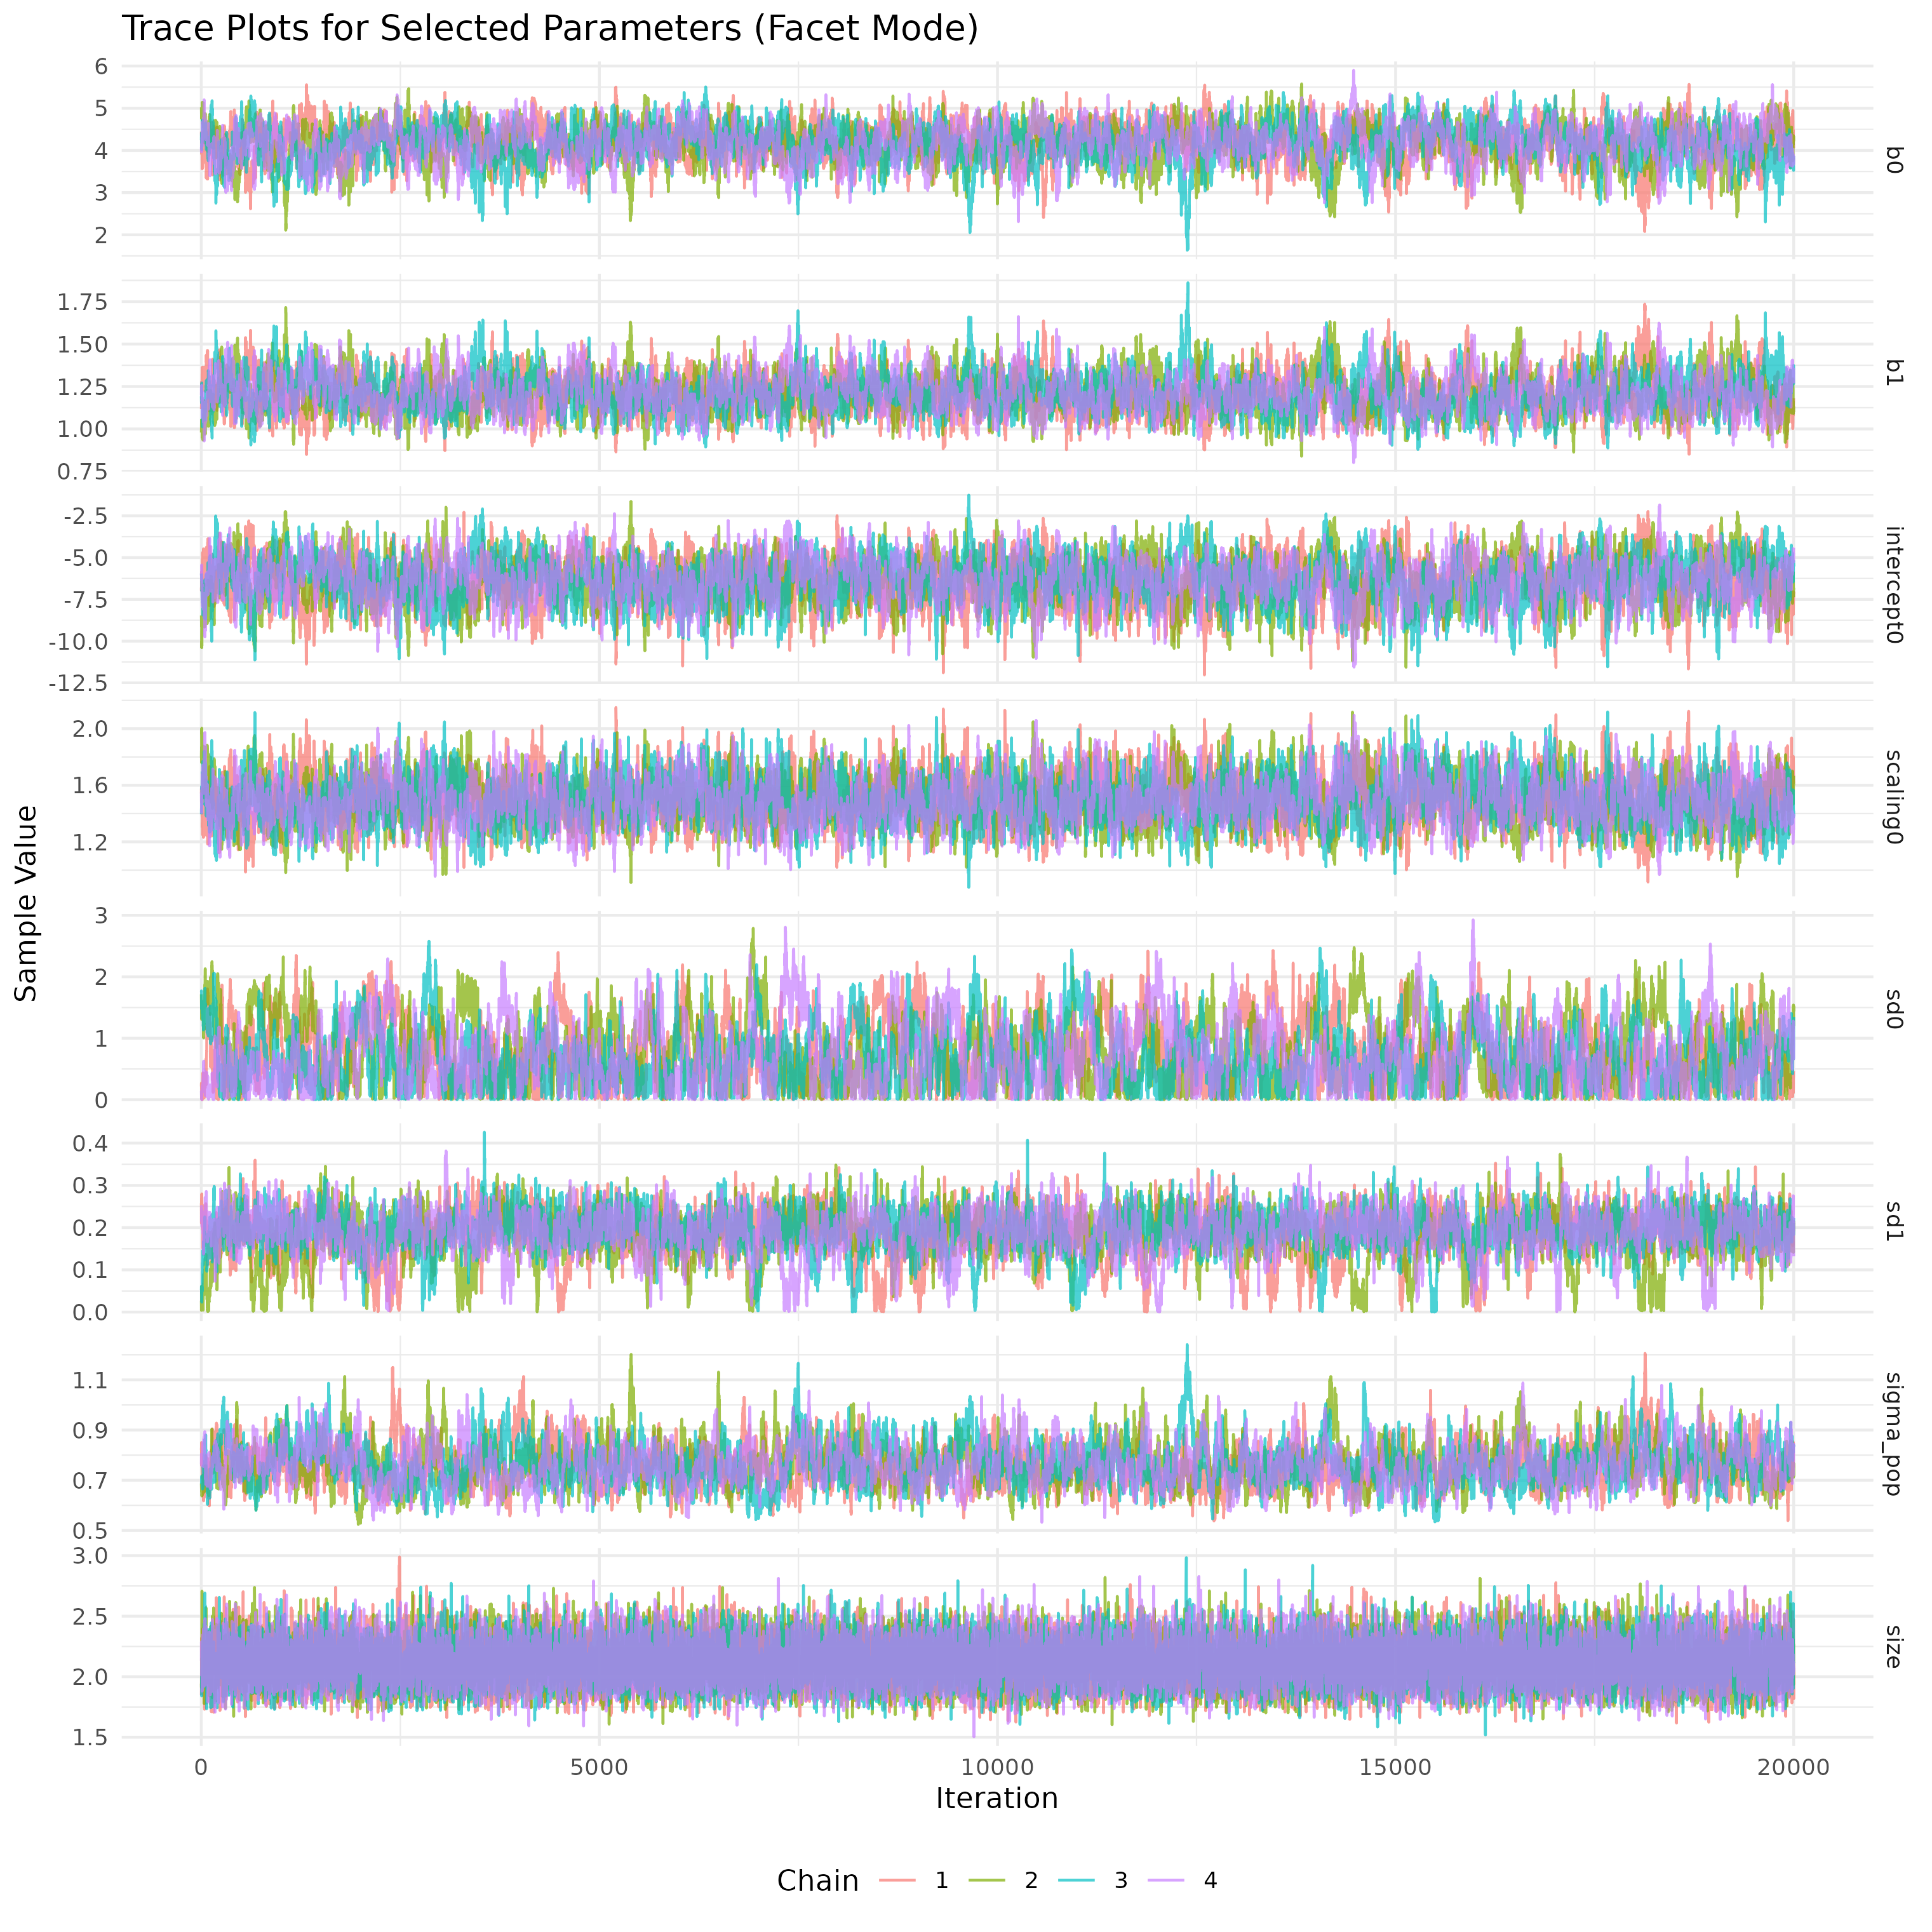 Trace Plots for Selected Parameters (Facet Mode)
6
5
4
3
2
b0
1.75
1.50
1.25
1.00
0.75
b1
-2.5
-5.0
-7.5
-10.0
-12.5
intercept0
2.0
1.6
1.2
scaling0
Sample Value
3
2
1
0
sd0
0.4
0.3
0.2
0.1
0.0
sd1
1.1
0.9
0.7
0.5
sigma_pop
3.0
2.5
2.0
1.5
size
0 5000 10000 15000 20000
Iteration
Chain 1 2 3 4